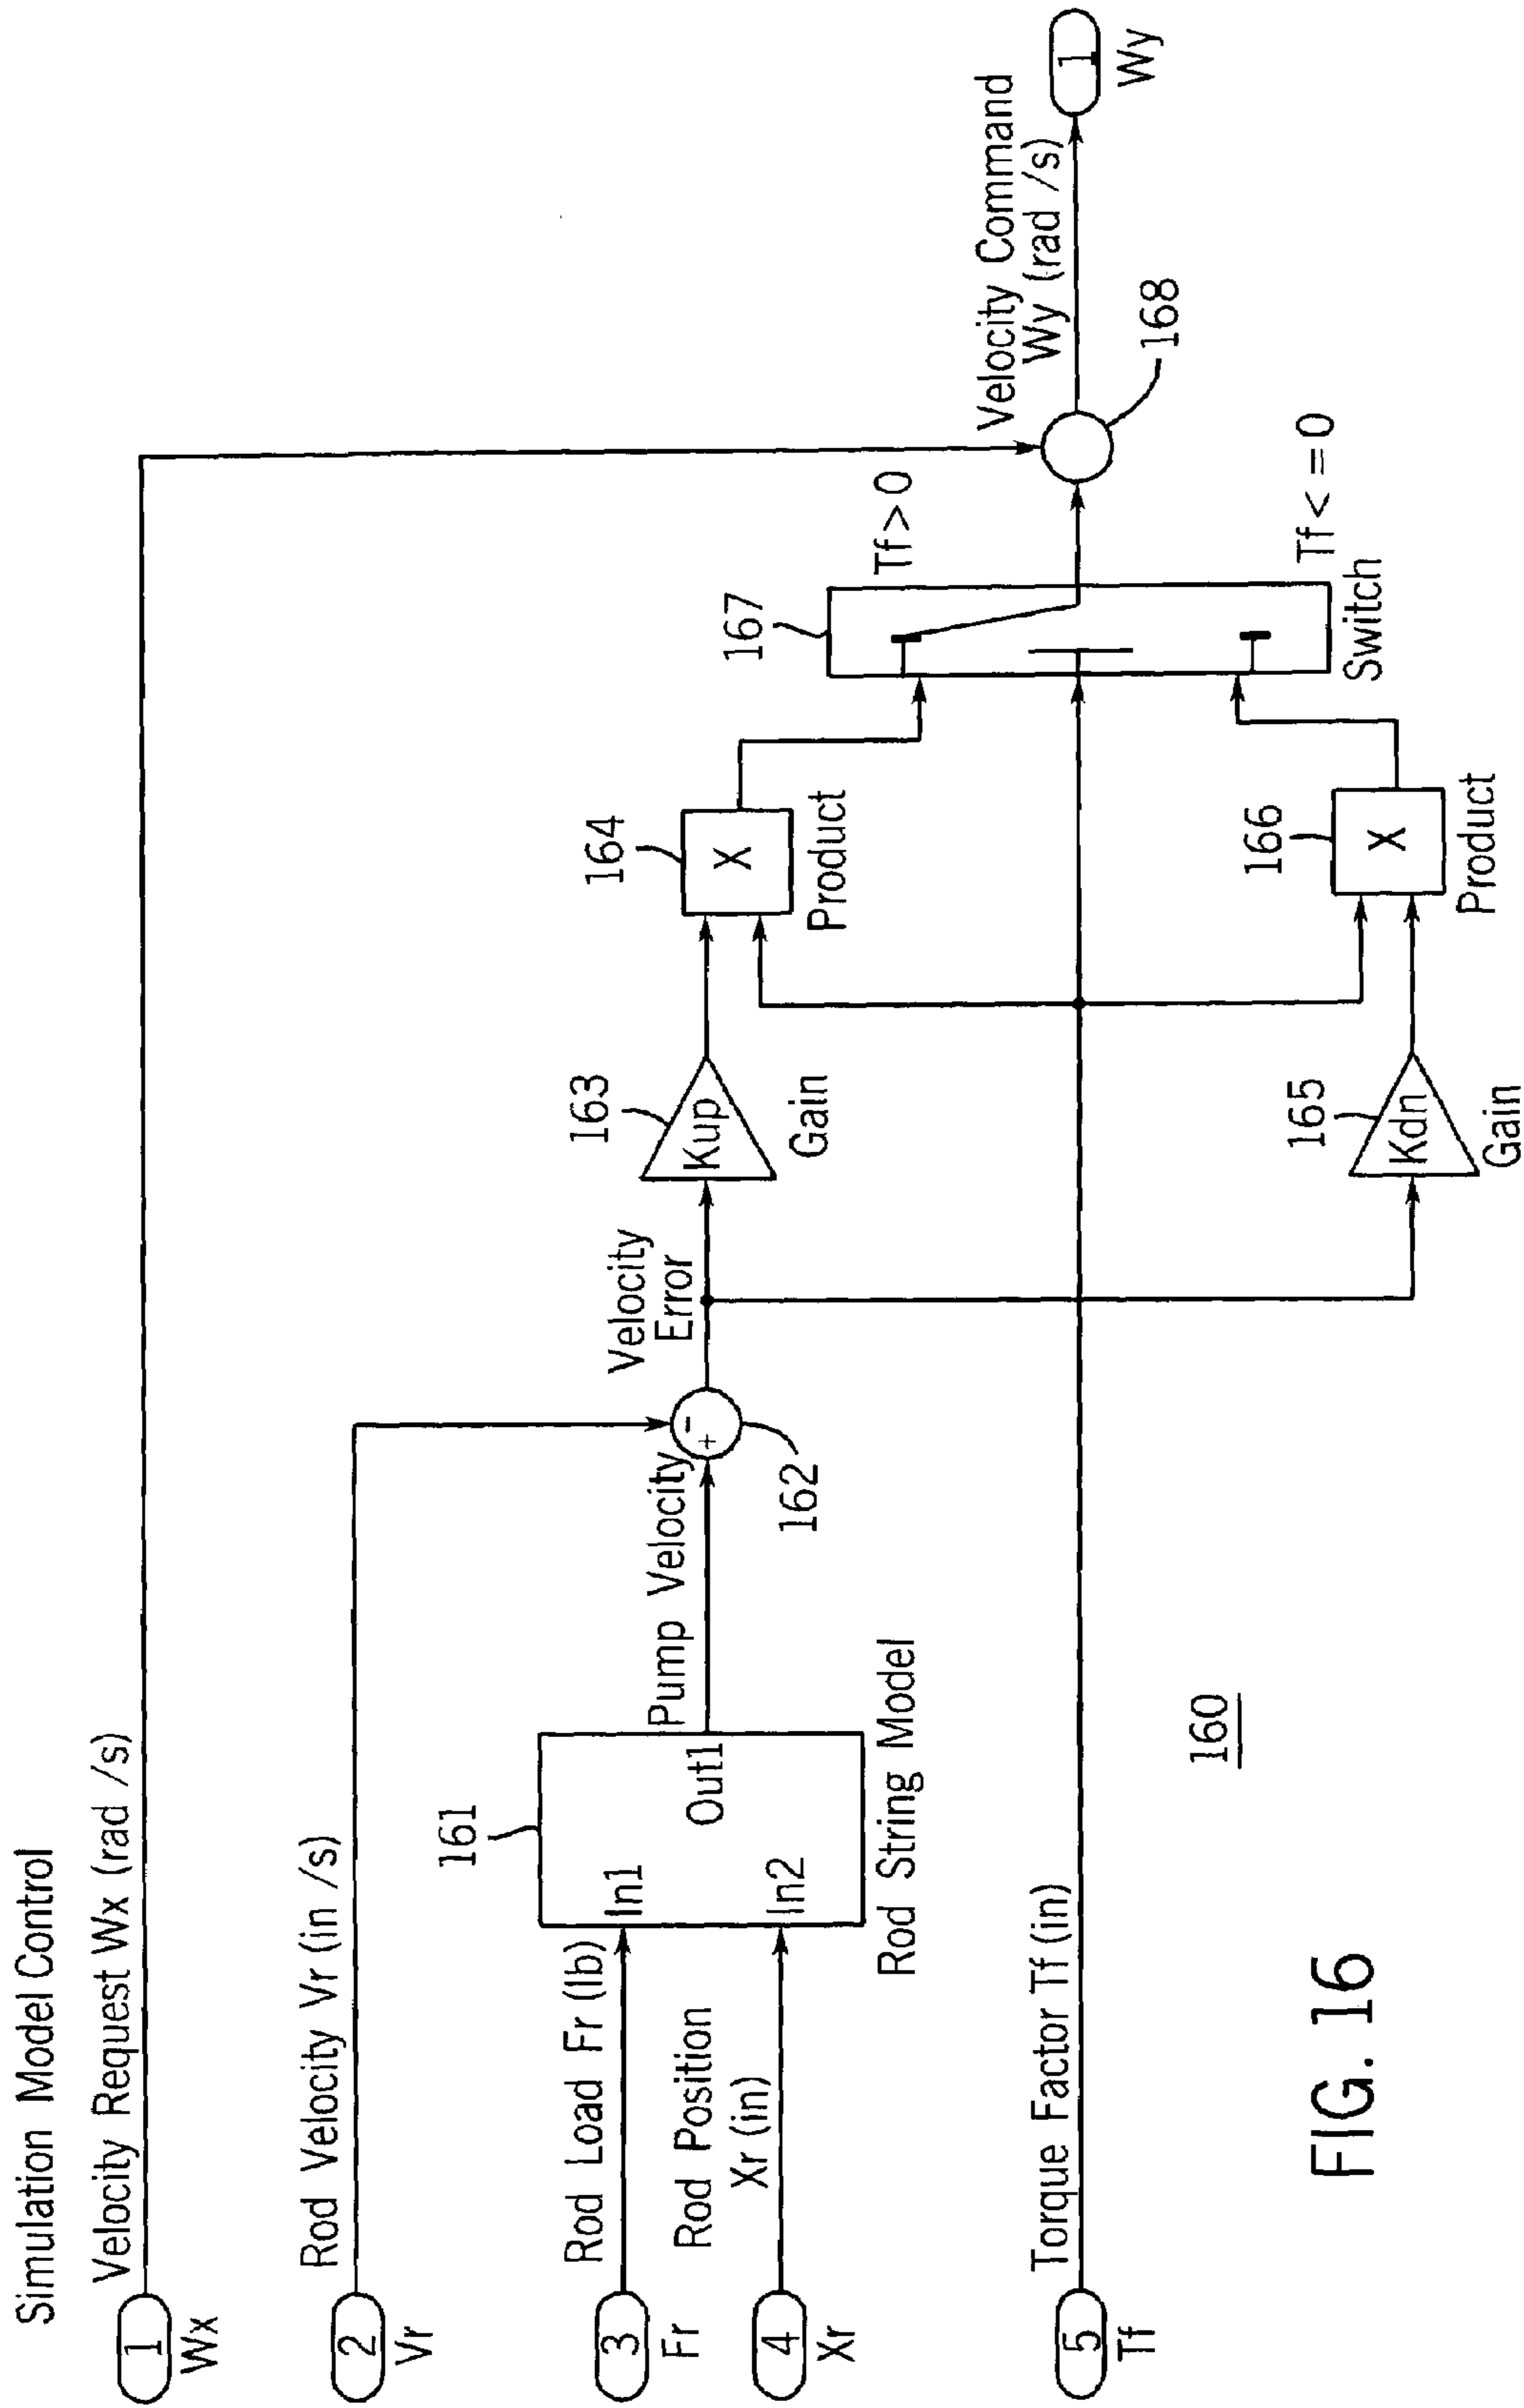 Simulation Model Control
Velocity Request Wx (rad /s)
1
Wx
Rod Velocity Vr (in /s)
2
Vr
Rod Load Fr (lb)
3
Fr
Rod Position
Xr (in)
4
Xr
161
In1
In2
Out1
Rod String Model
Pump Velocity
+
-
162
Velocity
Error
163
Kup
Gain
164
X
Product
165
Kdn
Gain
166
X
Product
Torque Factor Tf (in)
5
Tf
167
Tf > 0
Tf < = 0
Switch
168
Velocity Command
Wy (rad /s)
1
Wy
160
FIG. 16